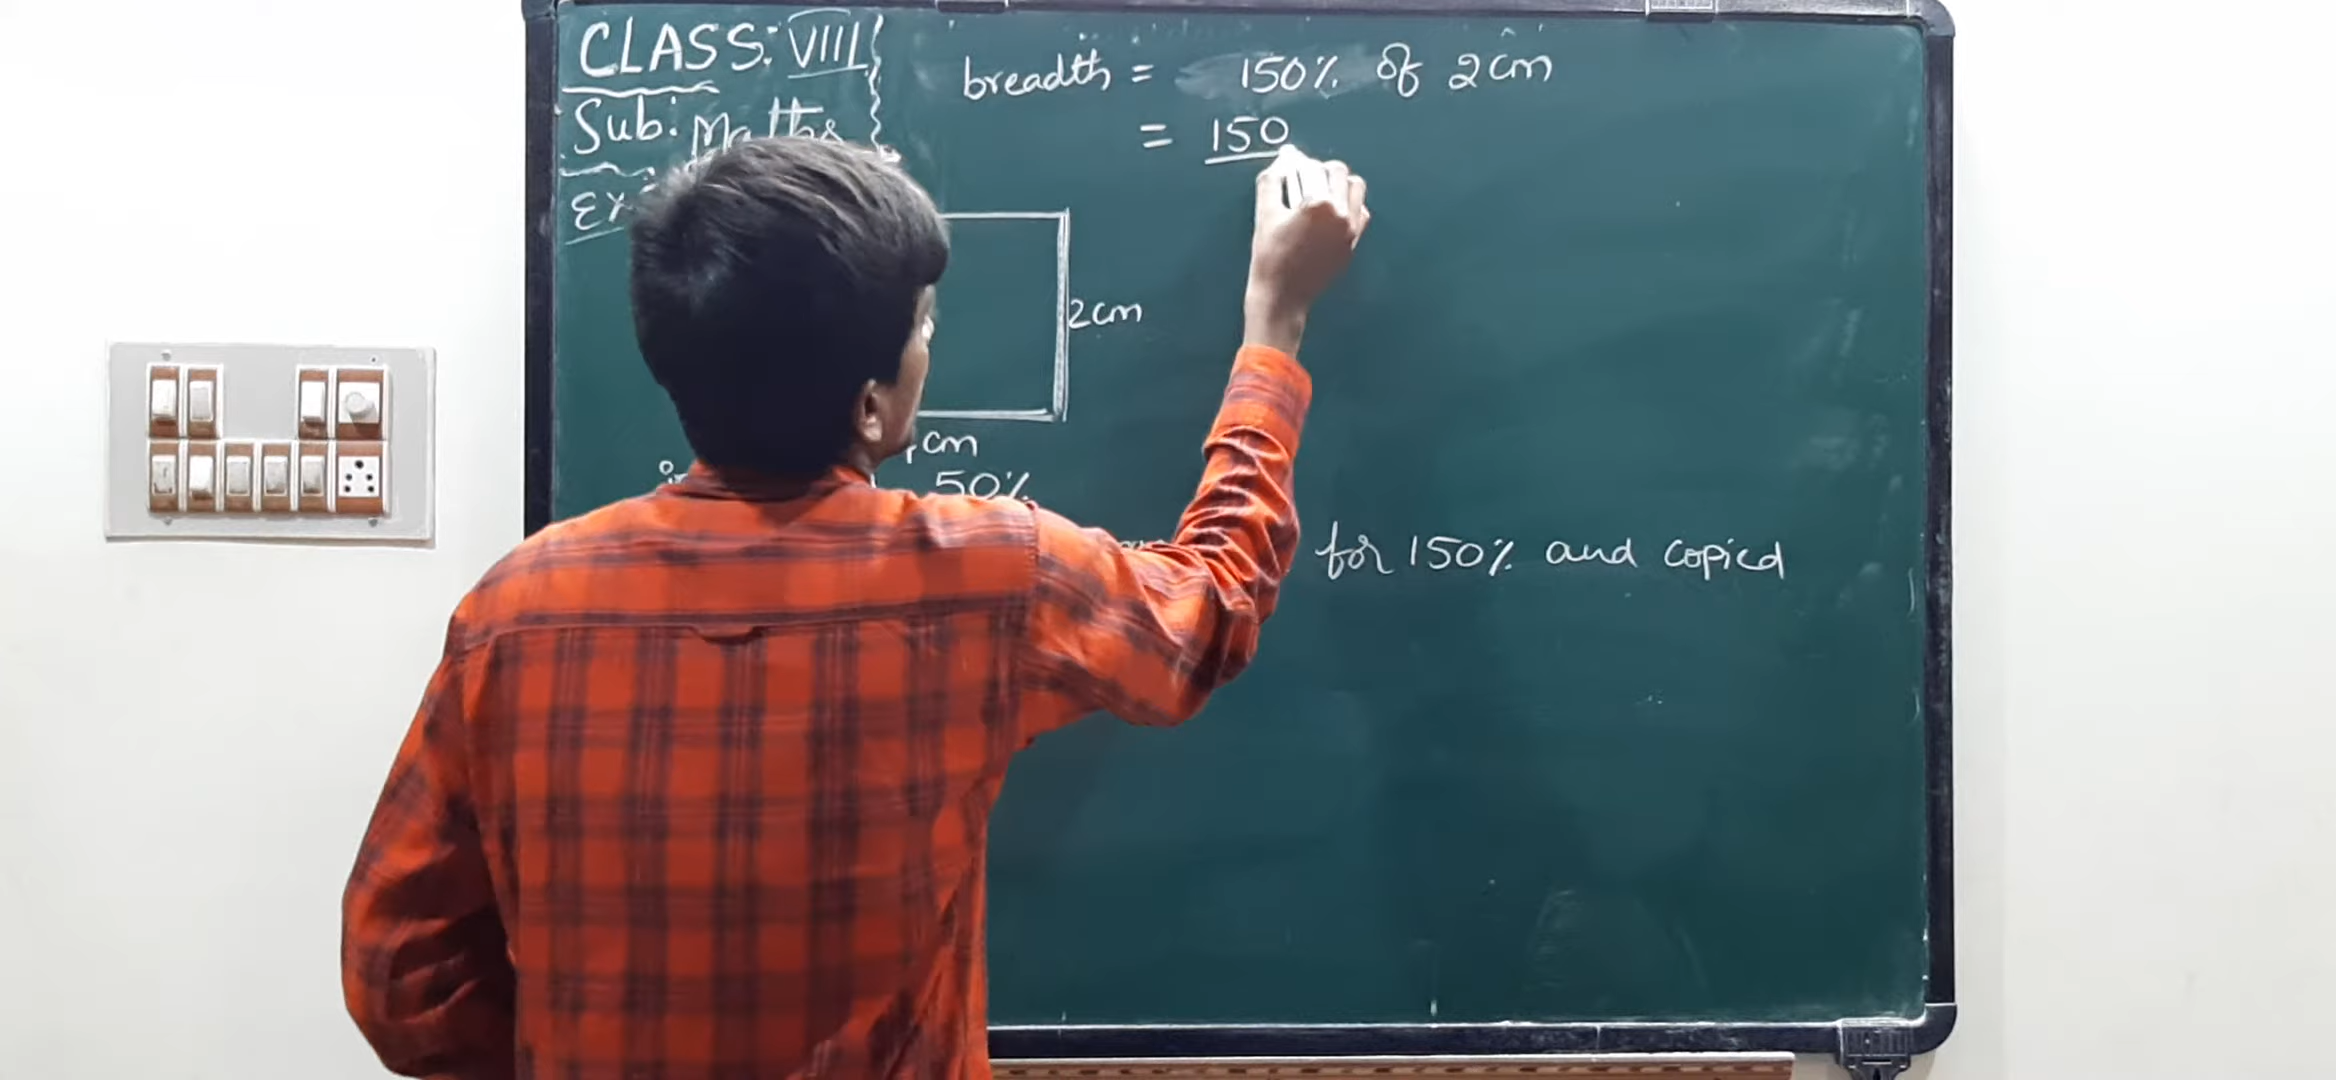 CLASS: VIII
Sub: Maths
Ex
breadth = 150% of 2cm
= 150
2cm
cm
50%
for 150% and copied